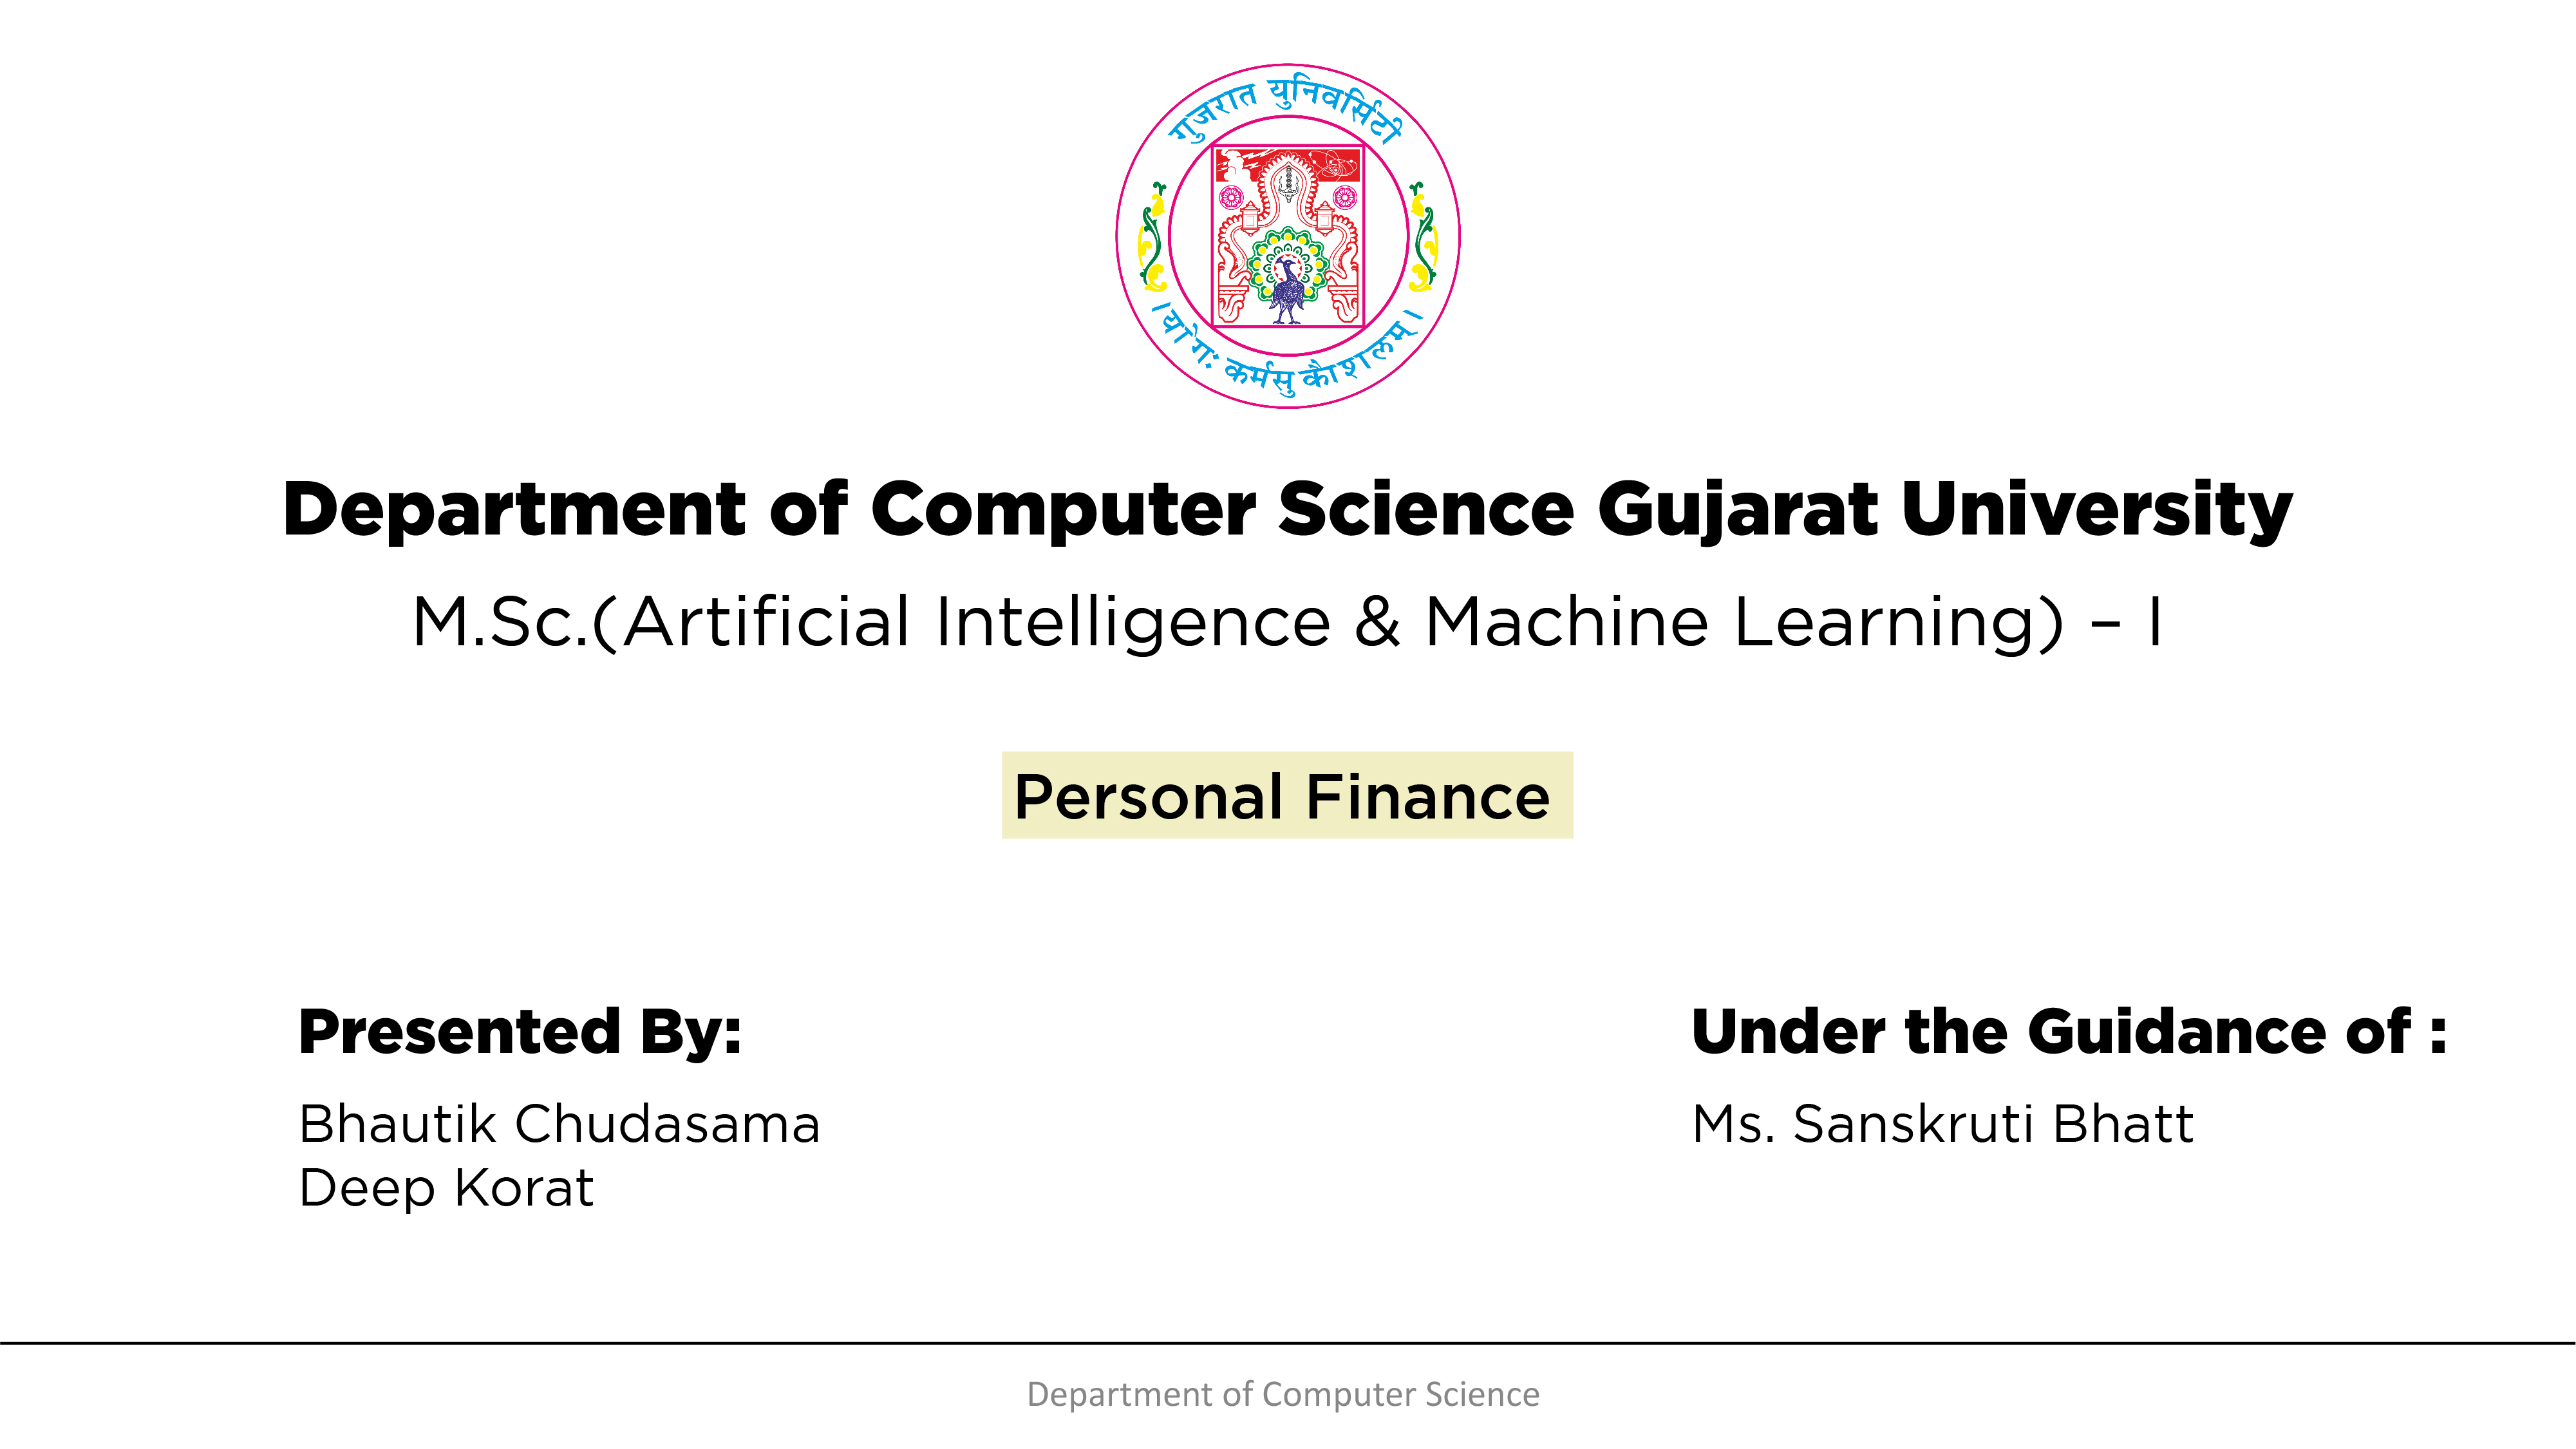 गुजरात युनिवर्सिटी
। योगः कर्मसु कौशलम् ।
Department of Computer Science Gujarat University
M.Sc.(Artificial Intelligence & Machine Learning) – I
Personal Finance
Presented By:
Bhautik Chudasama
Deep Korat
Under the Guidance of :
Ms. Sanskruti Bhatt
Department of Computer Science